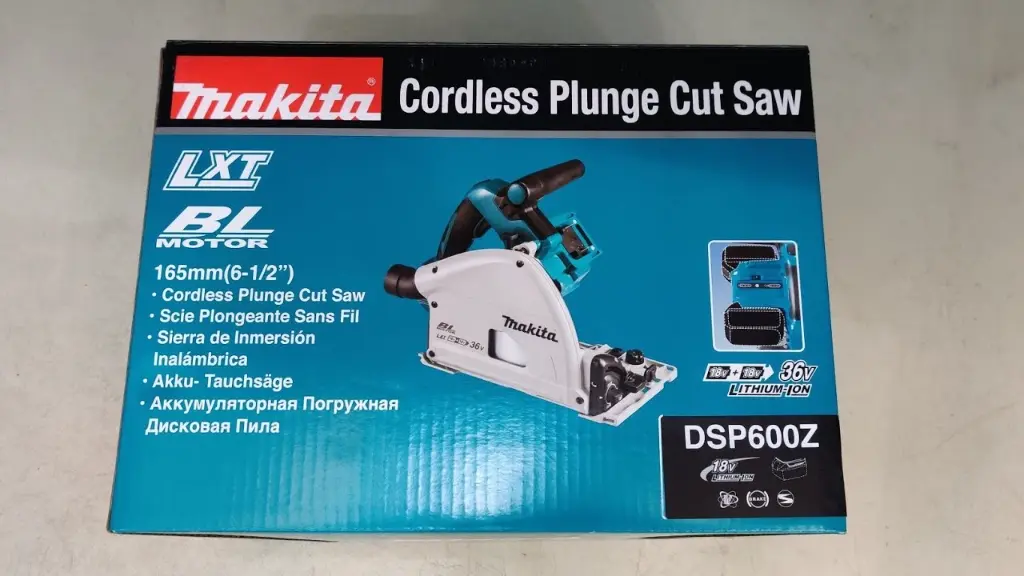 Makita®
Cordless Plunge Cut Saw
LXT
BL
MOTOR
165mm(6-1/2”)
· Cordless Plunge Cut Saw
· Scie Plongeante Sans Fil
· Sierra de Inmersión
Inalámbrica
· Akku- Tauchsäge
· Аккумуляторная Погружная
Дисковая Пила
BL
LXT
36V
Makita
18V + 18V 36V
LITHIUM-ION
DSP600Z
18V
LITHIUM-ION
BRAKE
S